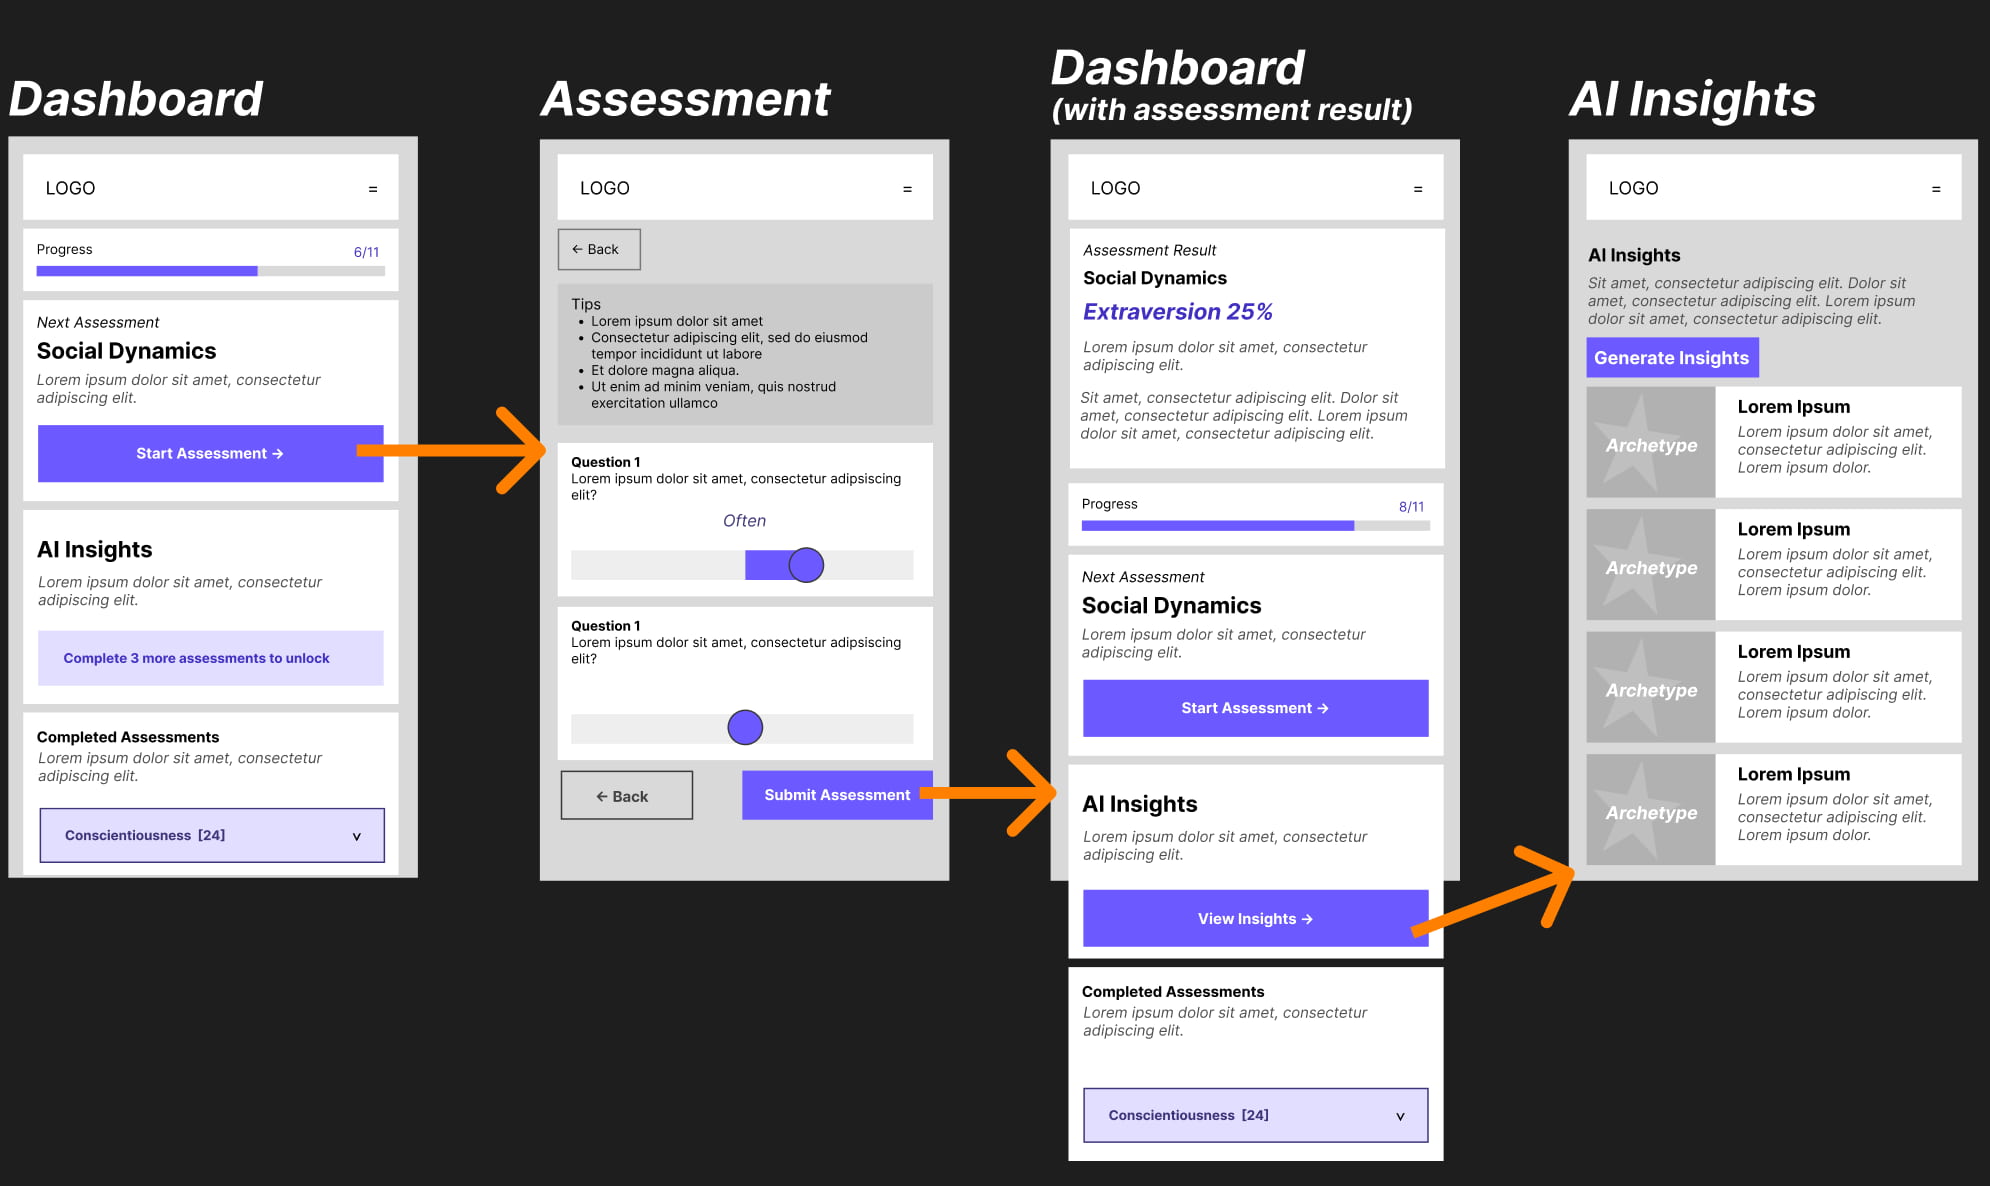 Dashboard
LOGO =
Progress 6/11
Next Assessment
Social Dynamics
Lorem ipsum dolor sit amet, consectetur
adipiscing elit.
Start Assessment →
AI Insights
Lorem ipsum dolor sit amet, consectetur
adipiscing elit.
Complete 3 more assessments to unlock
Completed Assessments
Lorem ipsum dolor sit amet, consectetur
adipiscing elit.
Conscientiousness [24] v
Assessment
LOGO =
← Back
Tips
• Lorem ipsum dolor sit amet
• Consectetur adipiscing elit, sed do eiusmod
tempor incididunt ut labore
• Et dolore magna aliqua.
• Ut enim ad minim veniam, quis nostrud
exercitation ullamco
Question 1
Lorem ipsum dolor sit amet, consectetur adipsiscing
elit?
Often
Question 1
Lorem ipsum dolor sit amet, consectetur adipsiscing
elit?
← Back
Submit Assessment
Dashboard
(with assessment result)
LOGO =
Assessment Result
Social Dynamics
Extraversion 25%
Lorem ipsum dolor sit amet, consectetur
adipiscing elit.
Sit amet, consectetur adipiscing elit. Dolor sit
amet, consectetur adipiscing elit. Lorem ipsum
dolor sit amet, consectetur adipiscing elit.
Progress 8/11
Next Assessment
Social Dynamics
Lorem ipsum dolor sit amet, consectetur
adipiscing elit.
Start Assessment →
AI Insights
Lorem ipsum dolor sit amet, consectetur
adipiscing elit.
View Insights →
Completed Assessments
Lorem ipsum dolor sit amet, consectetur
adipiscing elit.
Conscientiousness [24] v
AI Insights
LOGO =
AI Insights
Sit amet, consectetur adipiscing elit. Dolor sit
amet, consectetur adipiscing elit. Lorem ipsum
dolor sit amet, consectetur adipiscing elit.
Generate Insights
Archetype
Lorem Ipsum
Lorem ipsum dolor sit amet,
consectetur adipiscing elit.
Lorem ipsum dolor.
Archetype
Lorem Ipsum
Lorem ipsum dolor sit amet,
consectetur adipiscing elit.
Lorem ipsum dolor.
Archetype
Lorem Ipsum
Lorem ipsum dolor sit amet,
consectetur adipiscing elit.
Lorem ipsum dolor.
Archetype
Lorem Ipsum
Lorem ipsum dolor sit amet,
consectetur adipiscing elit.
Lorem ipsum dolor.